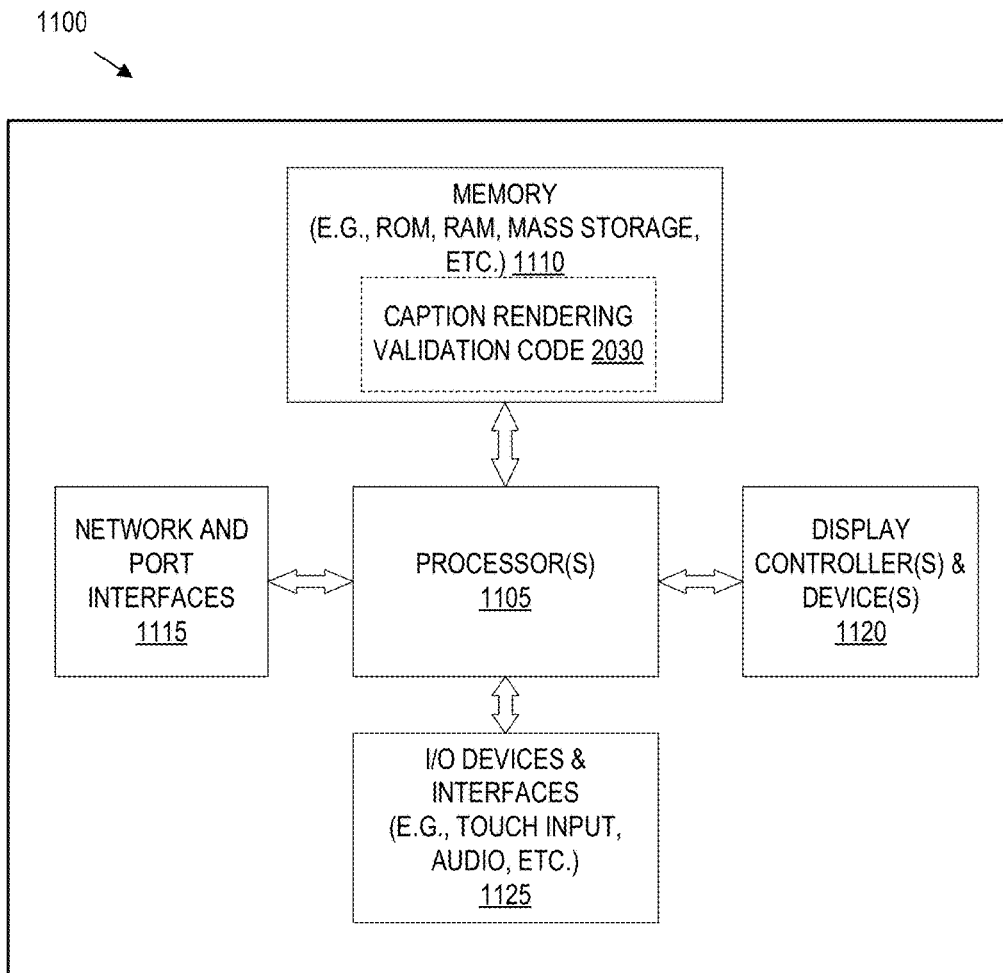 1100
MEMORY
(E.G., ROM, RAM, MASS STORAGE,
ETC.) 1110
CAPTION RENDERING
VALIDATION CODE 2030
NETWORK AND
PORT
INTERFACES
1115
PROCESSOR(S)
1105
DISPLAY
CONTROLLER(S) &
DEVICE(S)
1120
I/O DEVICES &
INTERFACES
(E.G., TOUCH INPUT,
AUDIO, ETC.)
1125